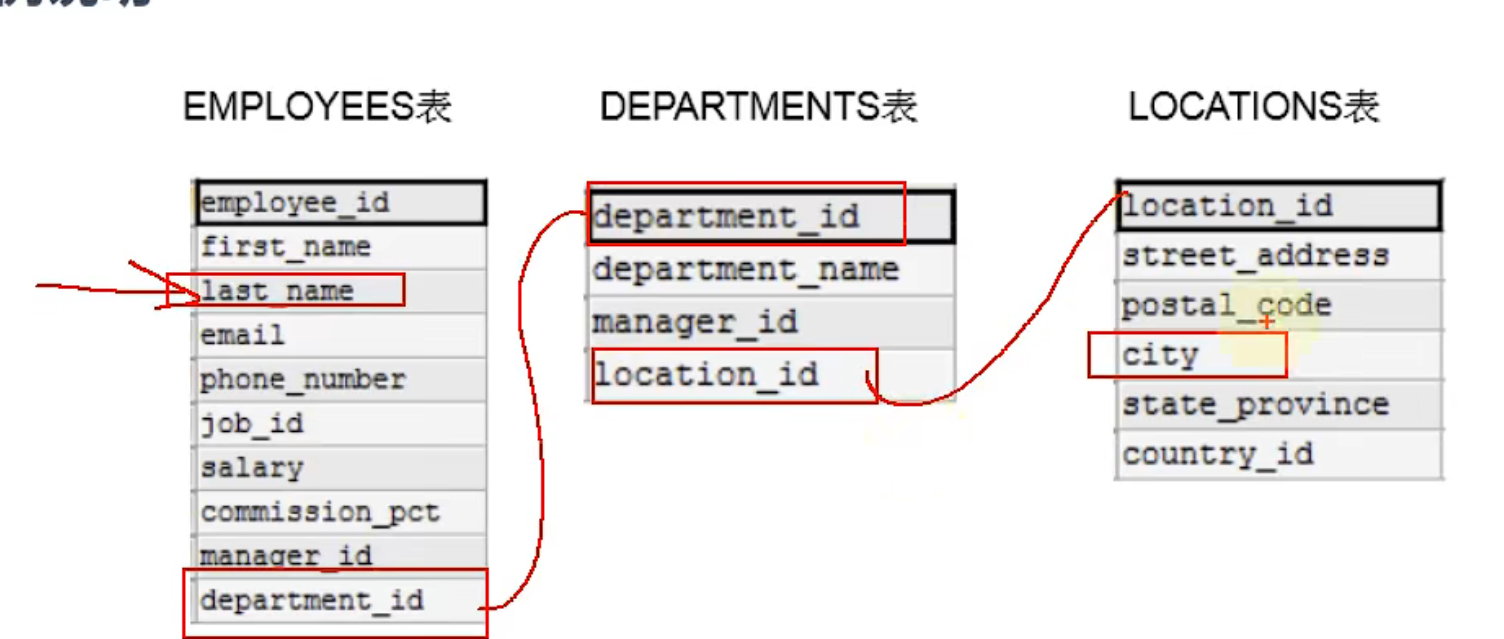 EMPLOYEES表
employee_id
first_name
last_name
email
phone_number
job_id
salary
commission_pct
manager_id
department_id
DEPARTMENTS表
department_id
department_name
manager_id
location_id
LOCATIONS表
location_id
street_address
postal_code
city
state_province
country_id